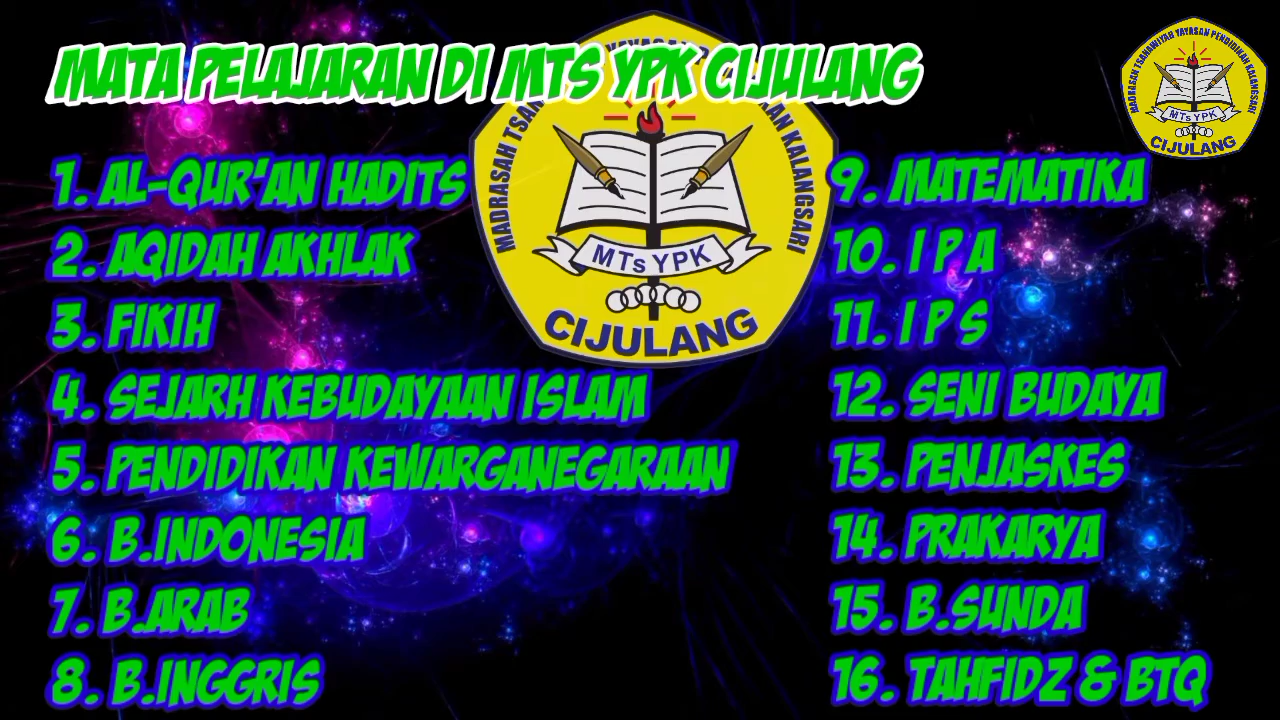 MATA PELAJARAN DI MTS YPK CIJULANG
1. AL-QUR'AN HADITS
2. AQIDAH AKHLAK
3. FIKIH
4. SEJARH KEBUDAYAAN ISLAM
5. PENDIDIKAN KEWARGANEGARAAN
6. B.INDONESIA
7. B.ARAB
8. B.INGGRIS
9. MATEMATIKA
10. I P A
11. I P S
12. SENI BUDAYA
13. PENJASKES
14. PRAKARYA
15. B.SUNDA
16. TAHFIDZ & BTQ
MADRASAH KALANGSARI
MTs YPK
CIJULANG
MADRASAH TSANAWIYAH YAYASAN PENDIDIKAN KALANGSARI
MTs YPK
CIJULANG